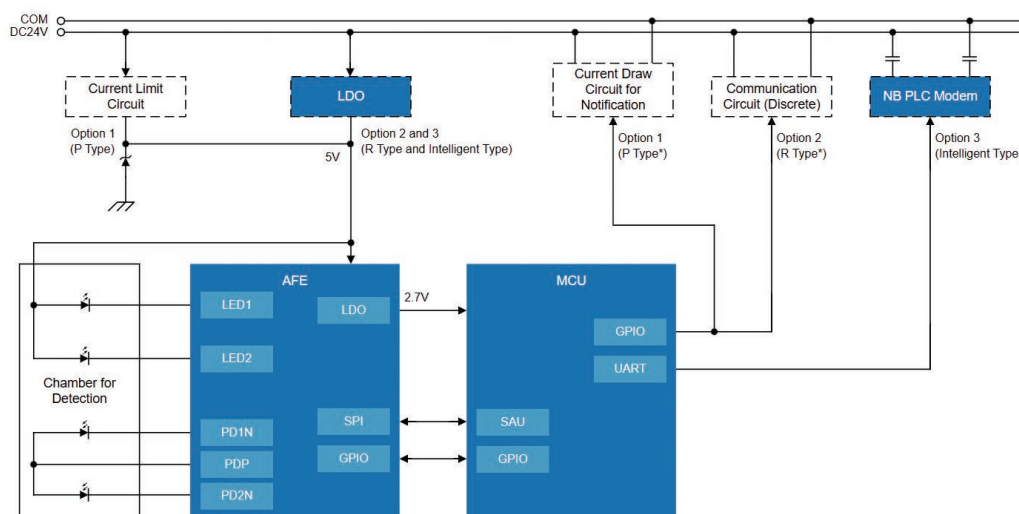 COM
DC24V
Current Limit
Circuit
LDO
Current Draw
Circuit for
Notification
Communication
Circuit (Discrete)
NB PLC Modem
Option 1
(P Type)
Option 2 and 3
(R Type and Intelligent Type)
5V
Option 1
(P Type*)
Option 2
(R Type*)
Option 3
(Intelligent Type
AFE
MCU
LED1
LDO
2.7V
GPIO
LED2
UART
Chamber for
Detection
SPI
SAU
PD1N
GPIO
GPIO
PDP
PD2N